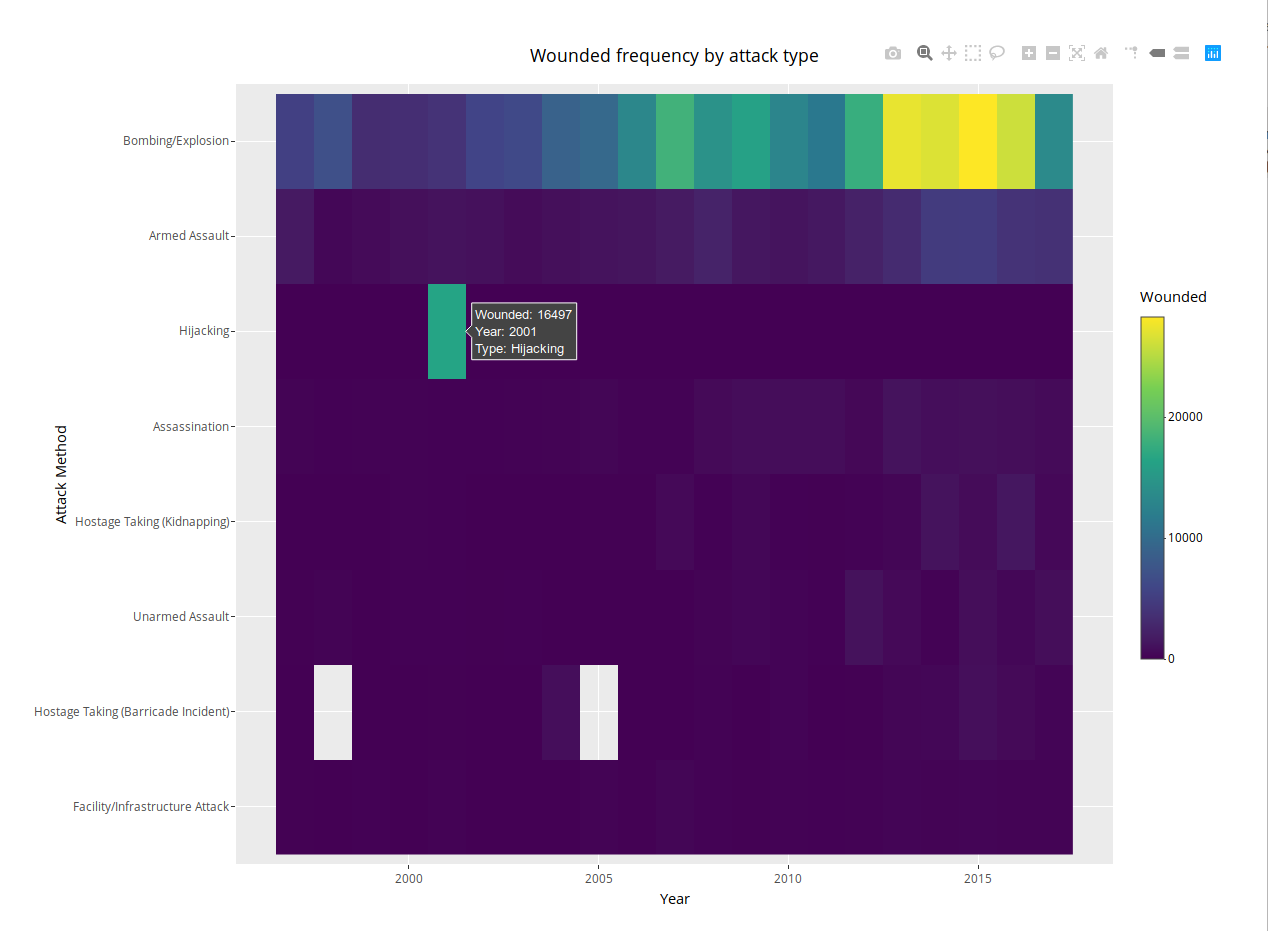 Wounded frequency by attack type
Bombing/Explosion
Armed Assault
Hijacking
Assassination
Hostage Taking (Kidnapping)
Unarmed Assault
Hostage Taking (Barricade Incident)
Facility/Infrastructure Attack
Attack Method
Wounded: 16497
Year: 2001
Type: Hijacking
2000
2005
2010
2015
Year
Wounded
20000
10000
0